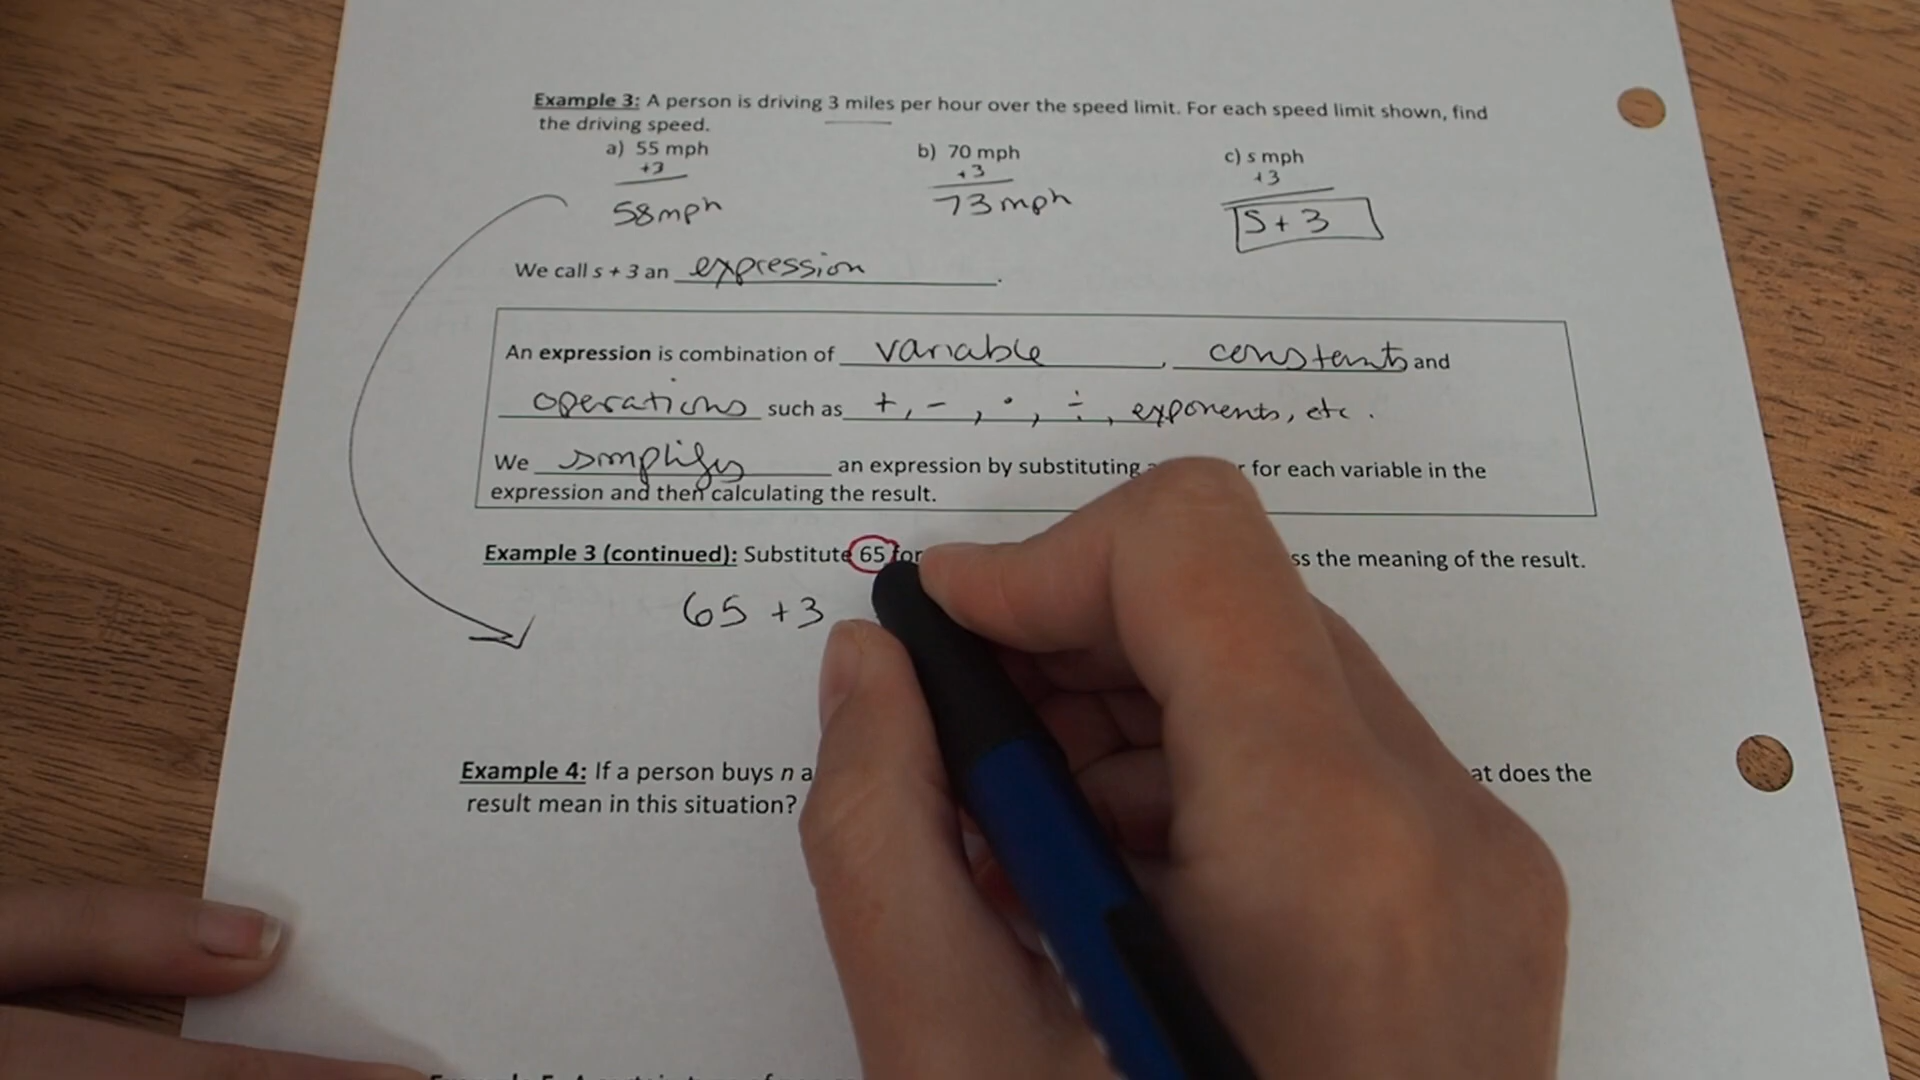 Example 3: A person is driving 3 miles per hour over the speed limit. For each speed limit shown, find
the driving speed.
a) 55 mph b) 70 mph c) s mph
+3 +3 +3
58mph 73mph S + 3
We call s + 3 an expression.
An expression is combination of variable, constants and
operations such as +, -, •, ÷, exponents, etc.
We simplify an expression by substituting for each variable in the
expression and then calculating the result.
Example 3 (continued): Substitute 65 for the meaning of the result.
65 + 3
Example 4: If a person buys n does the
result mean in this situation?